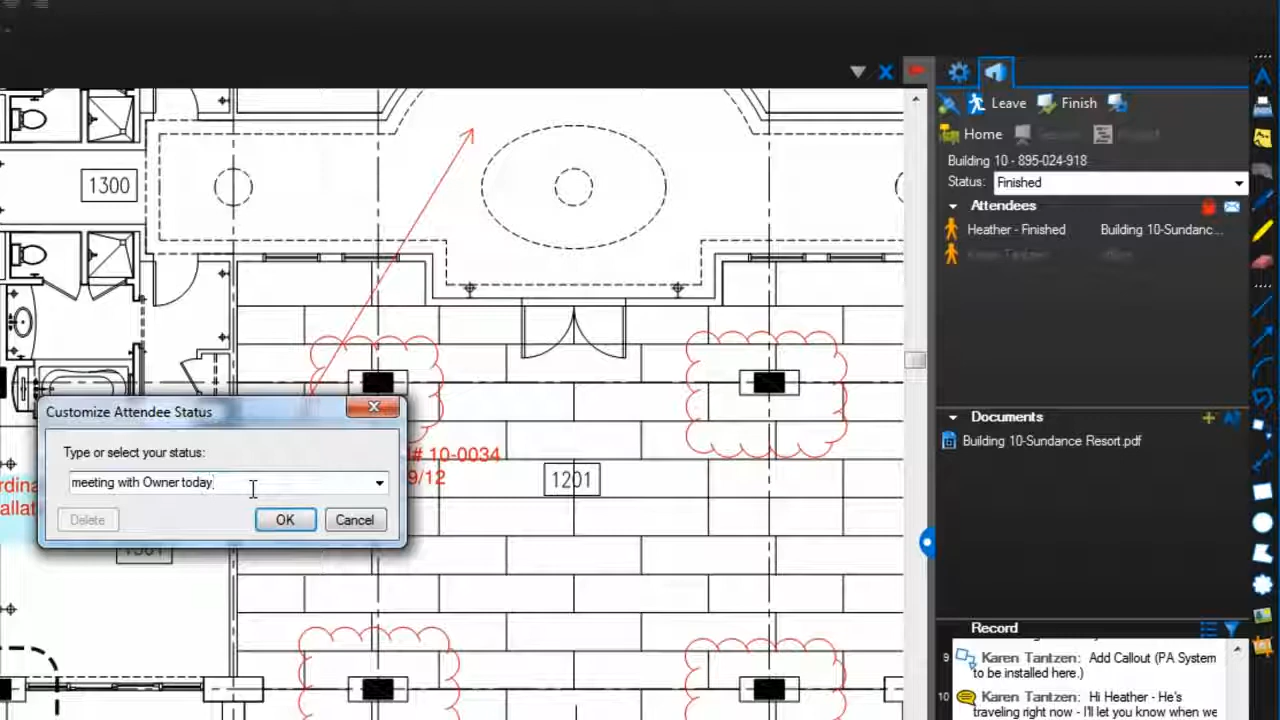 Leave
Finish
Home
Building 10 - 895-024-918
Status:
Finished
Attendees
Heather - Finished
Building 10-Sundanc...
Karen Tantzen
1300
Customize Attendee Status
Type or select your status:
meeting with Owner today
Delete
OK
Cancel
# 10-0034
9/12
1201
Documents
Building 10-Sundance Resort.pdf
Record
9
Karen Tantzen: Add Callout (PA System
to be installed here.)
10
Karen Tantzen: Hi Heather - He's
traveling right now - I'll let you know when we